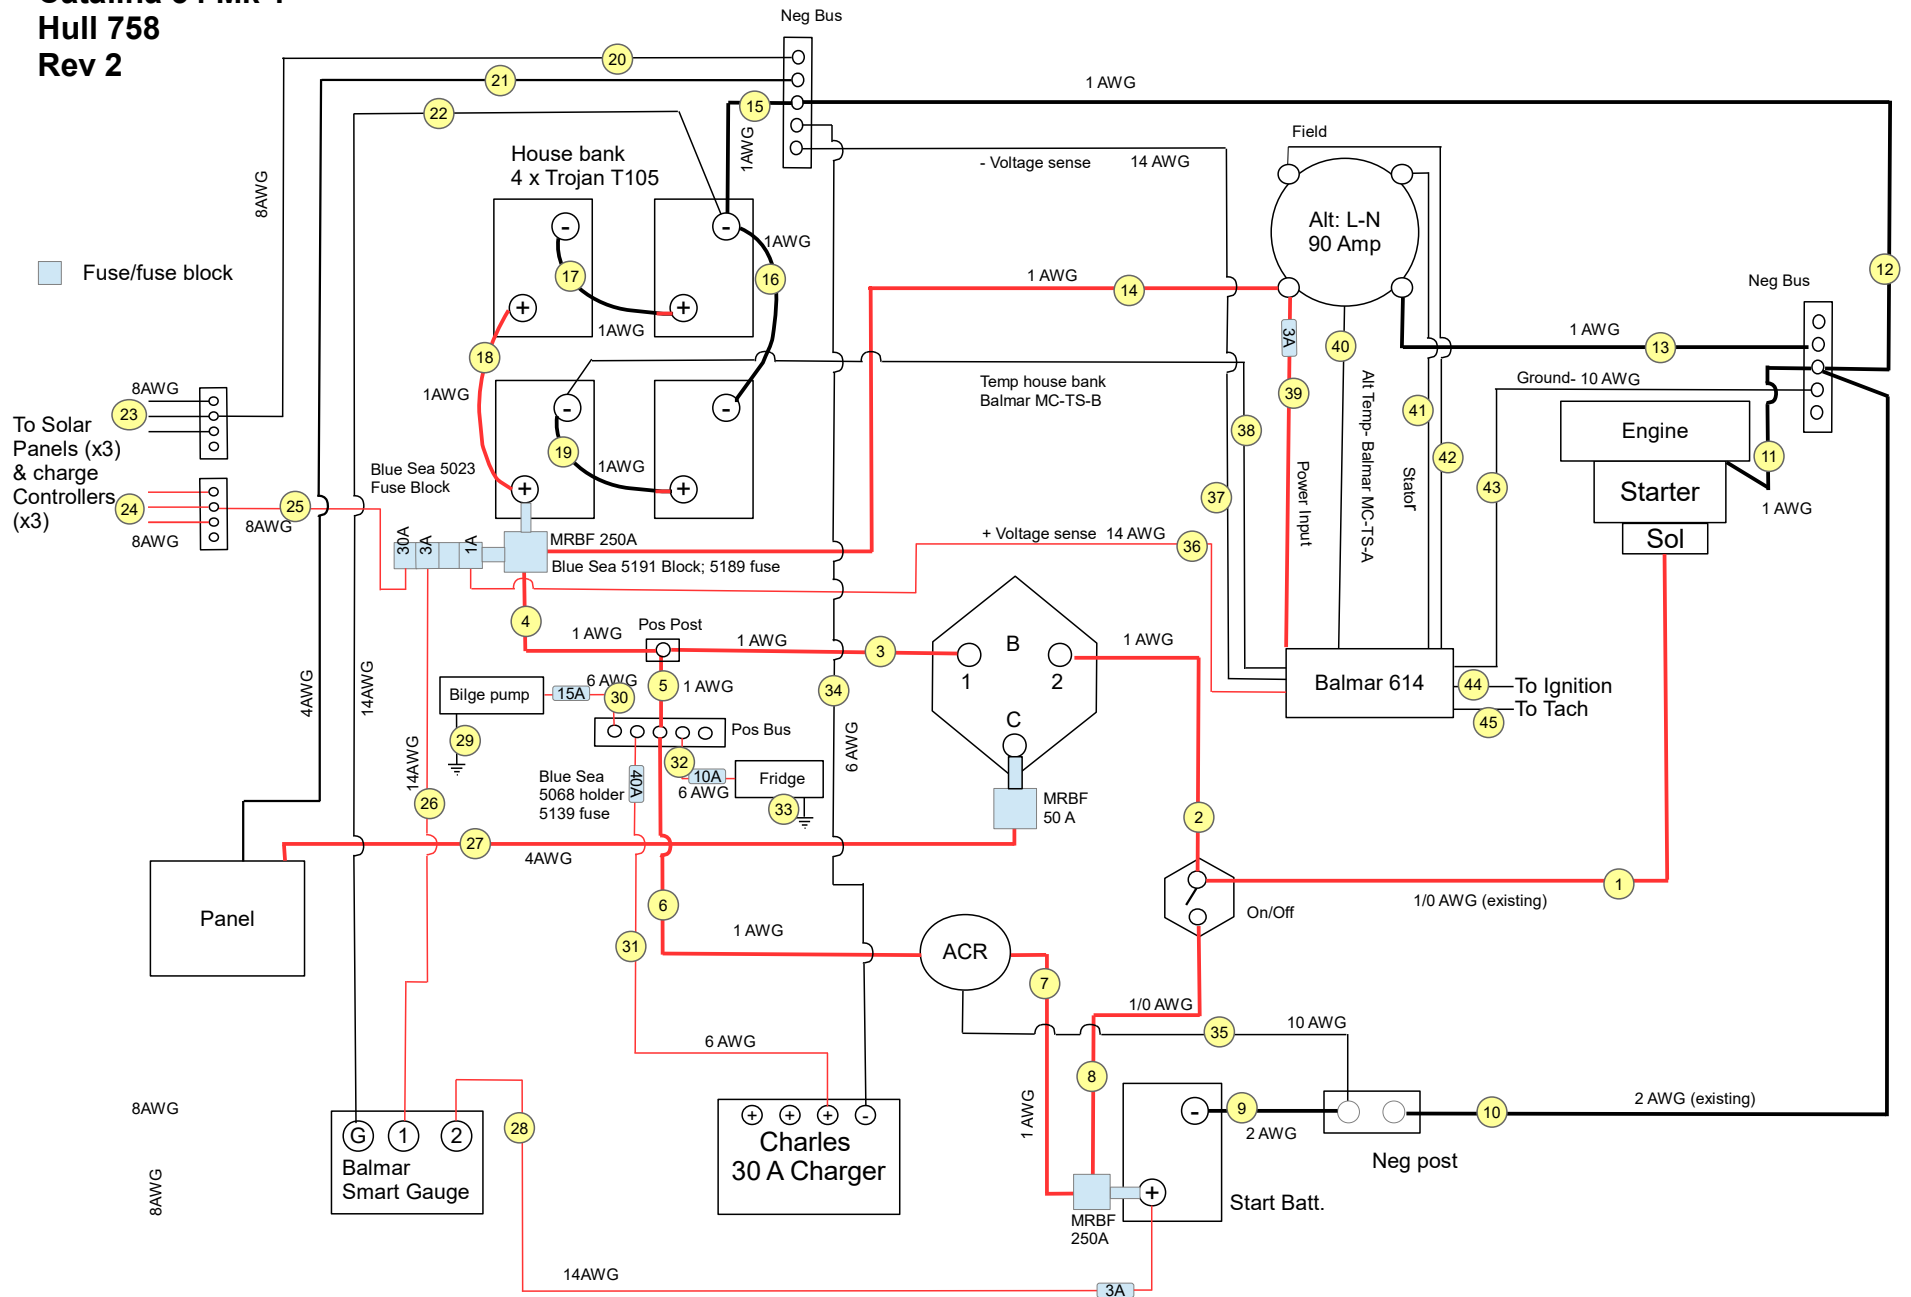 Catalina 34 Mk 1
Hull 758
Rev 2
Neg Bus
20
21
22
15
1 AWG
1AWG
8AWG
House bank
4 x Trojan T105
- Voltage sense 14 AWG
Field
Alt: L-N
90 Amp
Fuse/fuse block
-
-
1AWG
17
16
+
+
1AWG
18
1AWG
1 AWG
14
3A
40
39
12
Neg Bus
1 AWG
13
Ground- 10 AWG
Temp house bank
Balmar MC-TS-B
38
37
Power Input
Alt Temp- Balmar MC-TS-A
41
Stator
42
43
Engine
Starter
Sol
11
1 AWG
8AWG
23
To Solar
Panels (x3)
& charge
Controllers
(x3)
24
8AWG
25
8AWG
-
-
19
1AWG
+
+
Blue Sea 5023
Fuse Block
30A
3A
1A
MRBF 250A
Blue Sea 5191 Block; 5189 fuse
+ Voltage sense 14 AWG
36
4
1 AWG
Pos Post
1 AWG
3
B
1
2
C
1 AWG
Balmar 614
44
To Ignition
45
To Tach
Bilge pump
15A
6 AWG
30
5
1 AWG
29
Pos Bus
32
10A
6 AWG
Fridge
33
Blue Sea
5068 holder
5139 fuse
40A
34
6 AWG
MRBF
50 A
2
4AWG
14AWG
14AWG
26
27
4AWG
Panel
6
31
1 AWG
ACR
7
On/Off
1
1/0 AWG (existing)
1/0 AWG
35
10 AWG
6 AWG
8
1 AWG
8AWG
8AWG
G
1
2
Balmar
Smart Gauge
28
+
+
+
-
Charles
30 A Charger
-
9
2 AWG
10
2 AWG (existing)
Neg post
+
Start Batt.
MRBF
250A
14AWG
3A